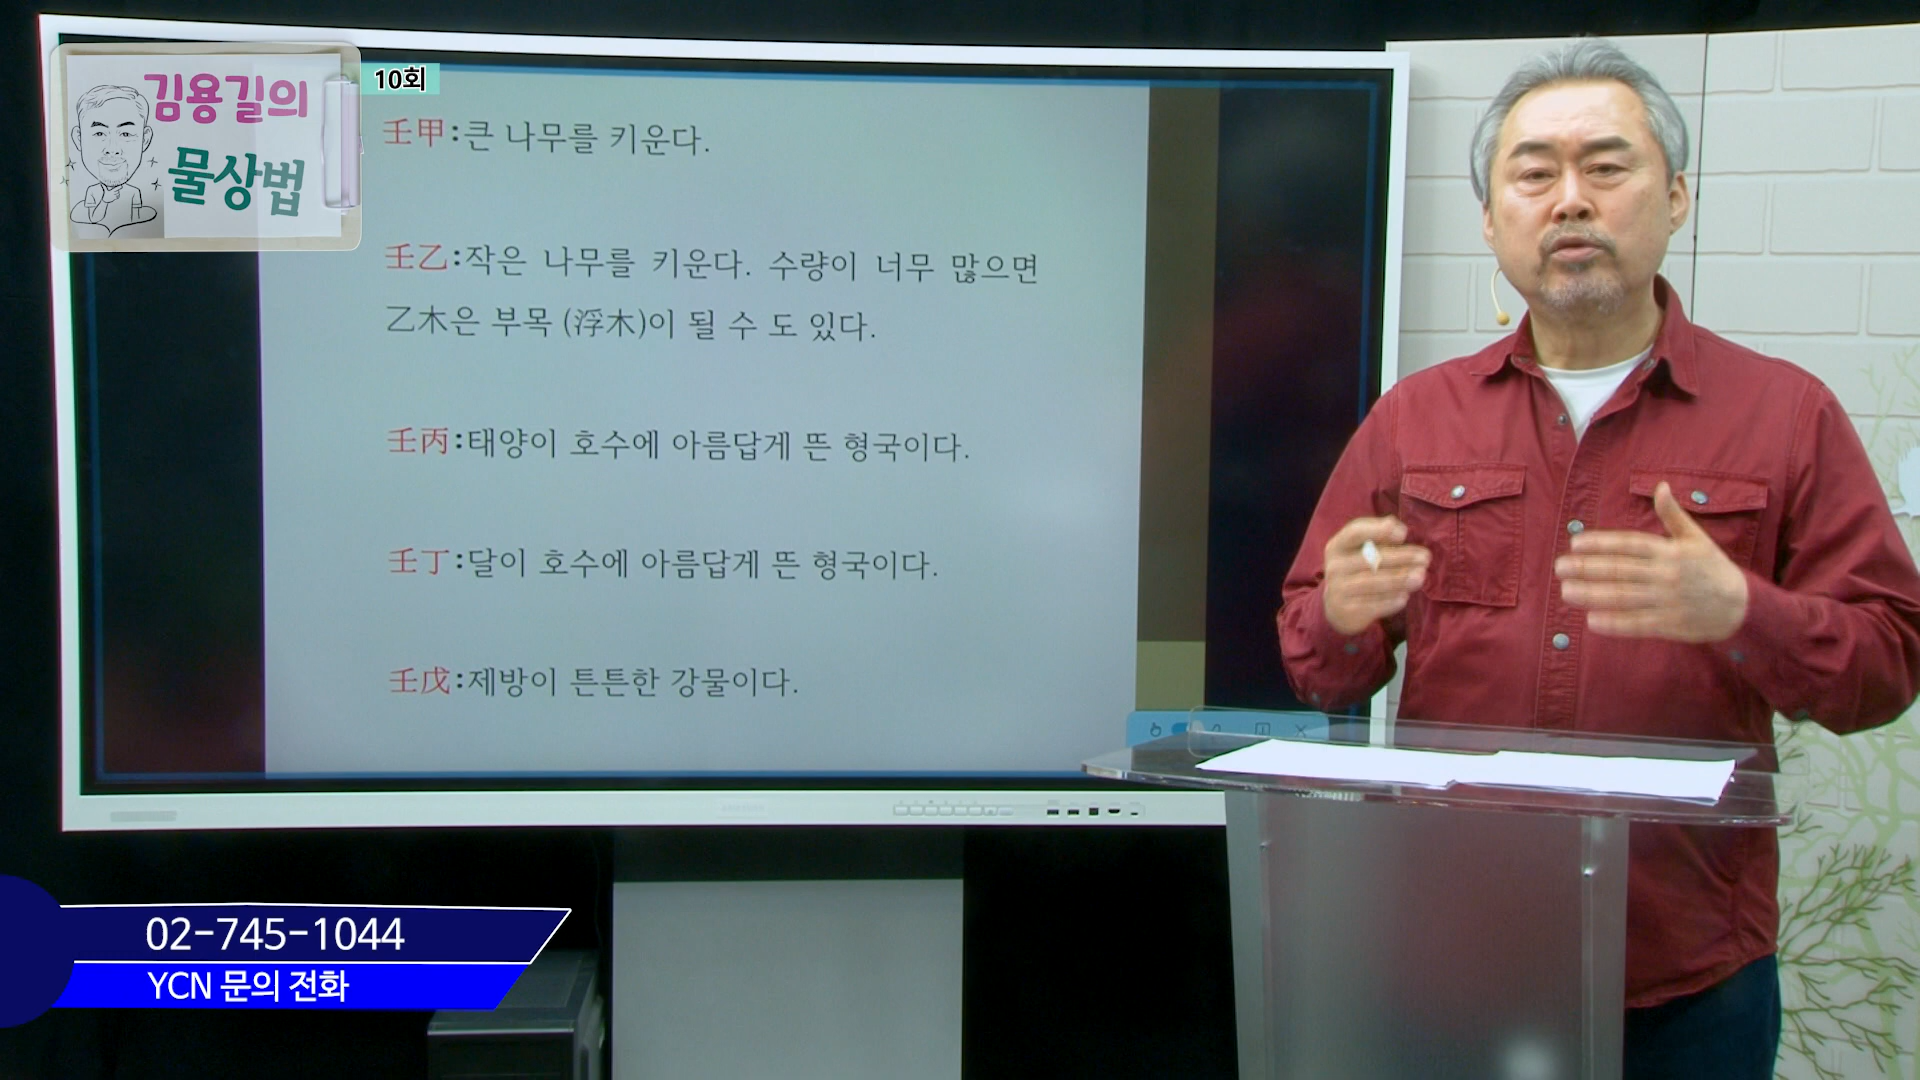 김용길의
물상법
10회
壬甲:큰 나무를 키운다.
壬乙:작은 나무를 키운다. 수량이 너무 많으면
乙木은 부목 (浮木)이 될 수 도 있다.
壬丙:태양이 호수에 아름답게 뜬 형국이다.
壬丁:달이 호수에 아름답게 뜬 형국이다.
壬戊:제방이 튼튼한 강물이다.
02-745-1044
YCN 문의 전화